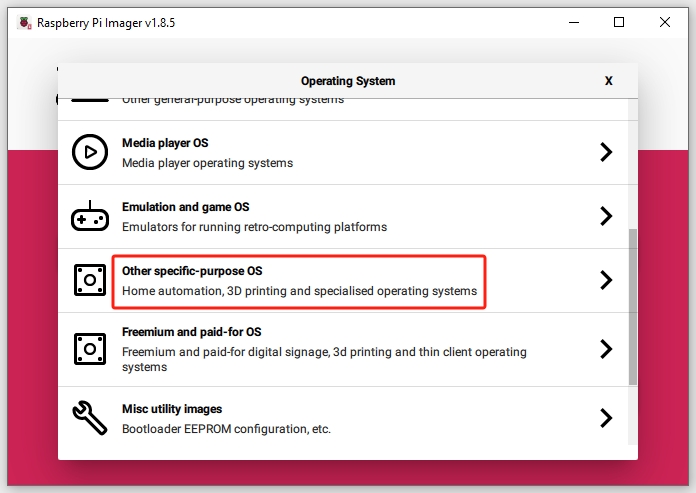 Raspberry Pi Imager v1.8.5
Operating System
X
Other general-purpose operating systems
Media player OS
Media player operating systems
Emulation and game OS
Emulators for running retro-computing platforms
Other specific-purpose OS
Home automation, 3D printing and specialised operating systems
Freemium and paid-for OS
Freemium and paid-for digital signage, 3d printing and thin client operating
systems
Misc utility images
Bootloader EEPROM configuration, etc.